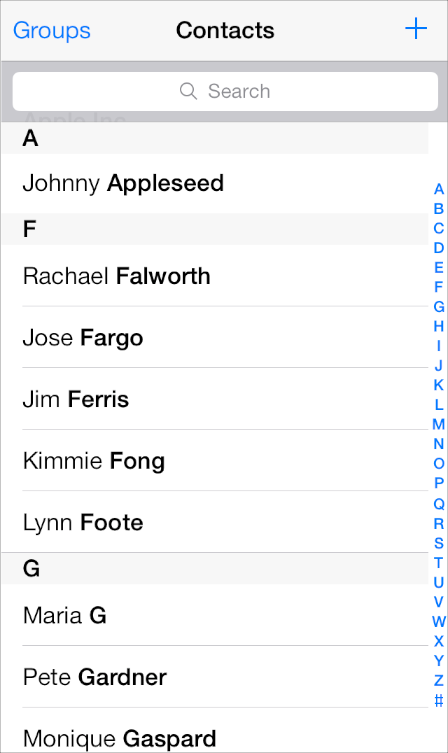 Groups
Contacts
+
Search
Apple Inc
A
Johnny Appleseed
F
Rachael Falworth
Jose Fargo
Jim Ferris
Kimmie Fong
Lynn Foote
G
Maria G
Pete Gardner
Monique Gaspard
A
B
C
D
E
F
G
H
I
J
K
L
M
N
O
P
Q
R
S
T
U
V
W
X
Y
Z
#